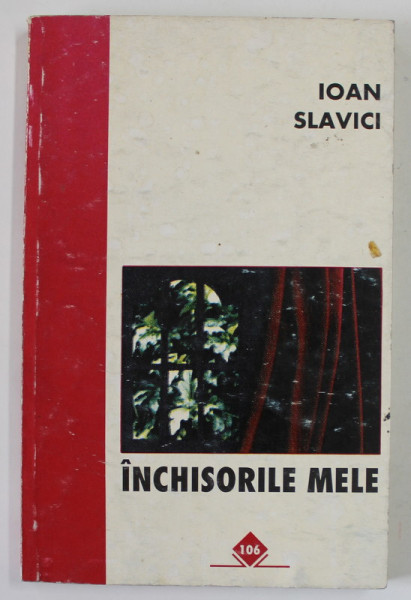 IOAN
SLAVICI
ÎNCHISORILE MELE
106